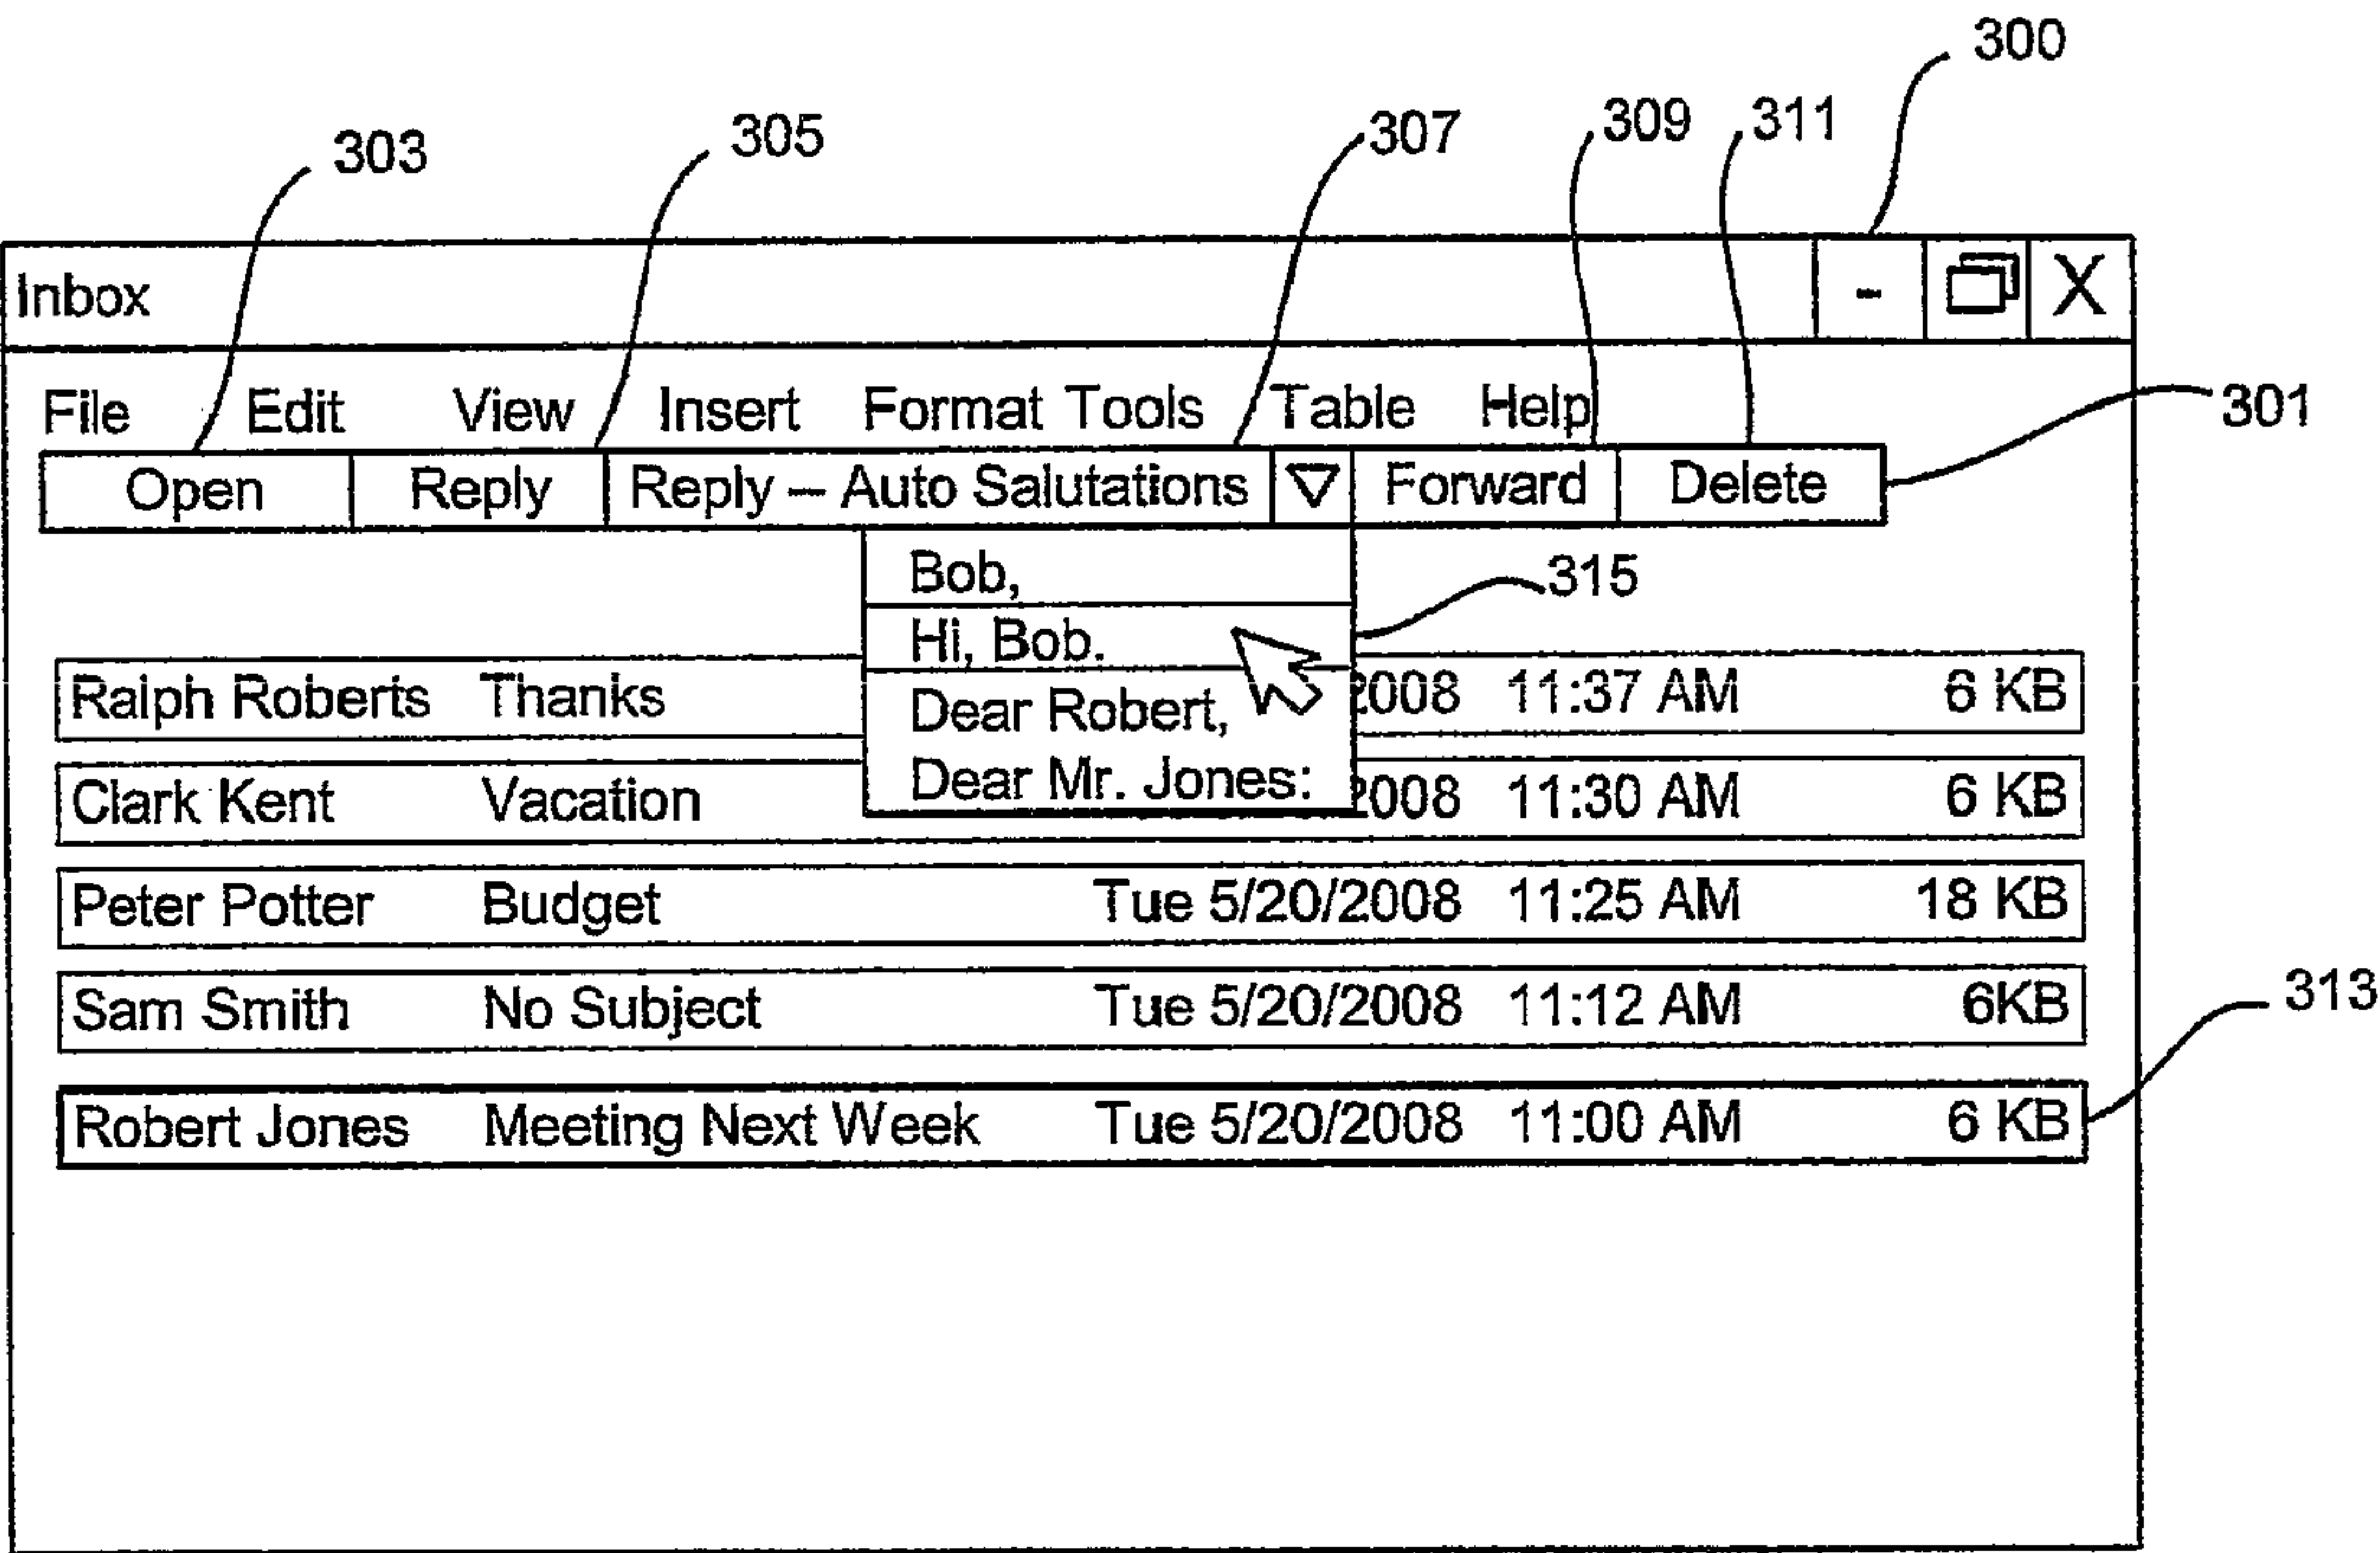 300
303 305 307 309 311
Inbox - X
File Edit View Insert Format Tools Table Help
301
Open Reply Reply – Auto Salutations Forward Delete
Bob,
315
Hi, Bob.
Ralph Roberts Thanks 2008 11:37 AM 6 KB
Dear Robert,
Clark Kent Vacation 2008 11:30 AM 6 KB
Dear Mr. Jones:
Peter Potter Budget Tue 5/20/2008 11:25 AM 18 KB
Sam Smith No Subject Tue 5/20/2008 11:12 AM 6KB
313
Robert Jones Meeting Next Week Tue 5/20/2008 11:00 AM 6 KB